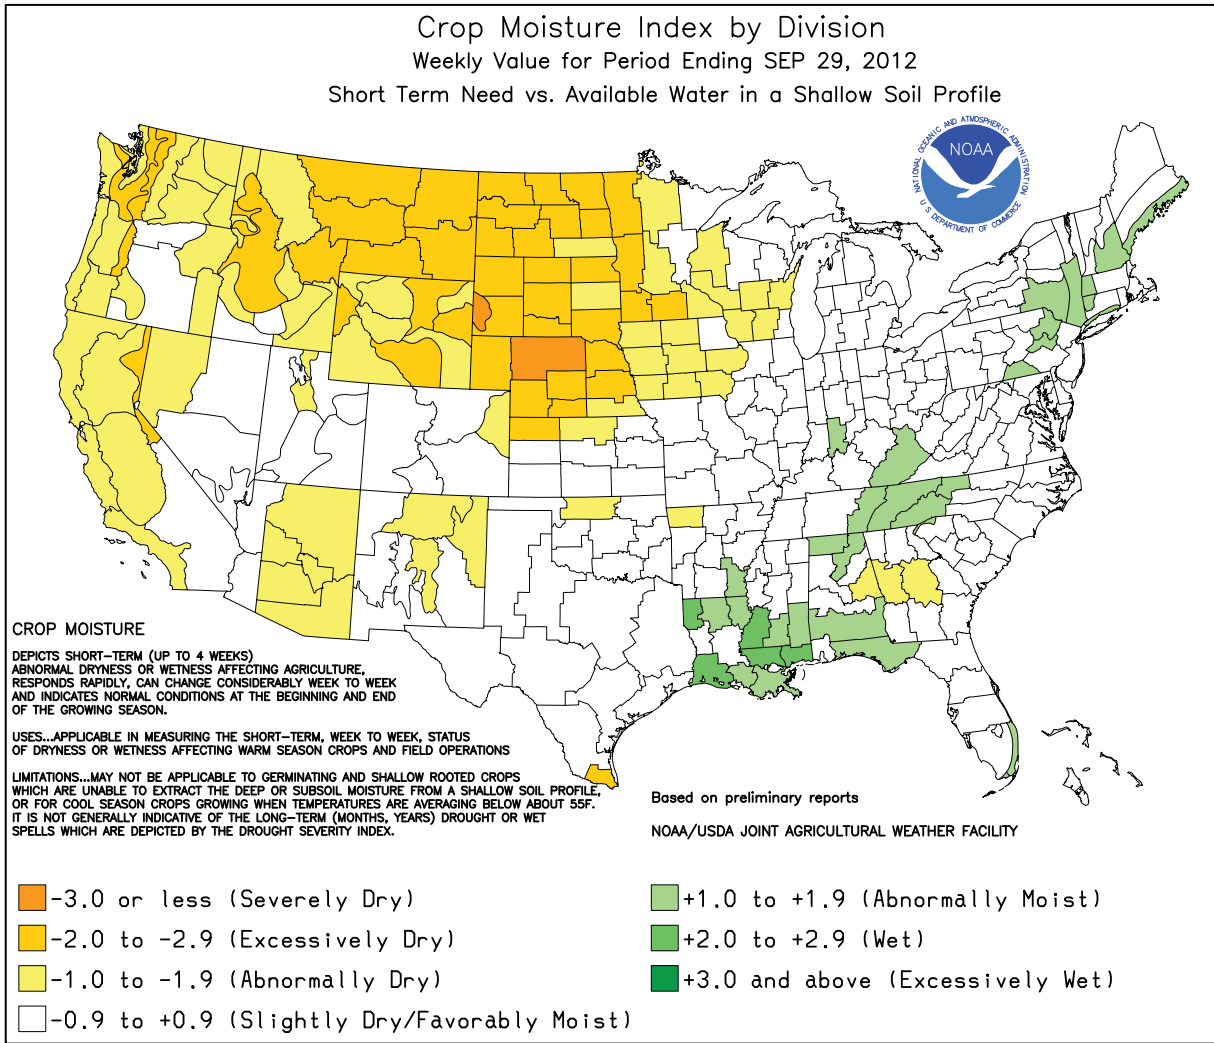 Crop Moisture Index by Division
Weekly Value for Period Ending SEP 29, 2012
Short Term Need vs. Available Water in a Shallow Soil Profile
NATIONAL OCEANIC AND ATMOSPHERIC ADMINISTRATION
NOAA
U S DEPARTMENT OF COMMERCE
CROP MOISTURE
DEPICTS SHORT-TERM (UP TO 4 WEEKS)
ABNORMAL DRYNESS OR WETNESS AFFECTING AGRICULTURE,
RESPONDS RAPIDLY, CAN CHANGE CONSIDERABLY WEEK TO WEEK
AND INDICATES NORMAL CONDITIONS AT THE BEGINNING AND END
OF THE GROWING SEASON.
USES...APPLICABLE IN MEASURING THE SHORT-TERM, WEEK TO WEEK, STATUS
OF DRYNESS OR WETNESS AFFECTING WARM SEASON CROPS AND FIELD OPERATIONS
LIMITATIONS...MAY NOT BE APPLICABLE TO GERMINATING AND SHALLOW ROOTED CROPS
WHICH ARE UNABLE TO EXTRACT THE DEEP OR SUBSOIL MOISTURE FROM A SHALLOW SOIL PROFILE,
OR FOR COOL SEASON CROPS GROWING WHEN TEMPERATURES ARE AVERAGING BELOW ABOUT 55F.
IT IS NOT GENERALLY INDICATIVE OF THE LONG-TERM (MONTHS, YEARS) DROUGHT OR WET
SPELLS WHICH ARE DEPICTED BY THE DROUGHT SEVERITY INDEX.
Based on preliminary reports
NOAA/USDA JOINT AGRICULTURAL WEATHER FACILITY
-3.0 or less (Severely Dry)
-2.0 to -2.9 (Excessively Dry)
-1.0 to -1.9 (Abnormally Dry)
-0.9 to +0.9 (Slightly Dry/Favorably Moist)
+1.0 to +1.9 (Abnormally Moist)
+2.0 to +2.9 (Wet)
+3.0 and above (Excessively Wet)